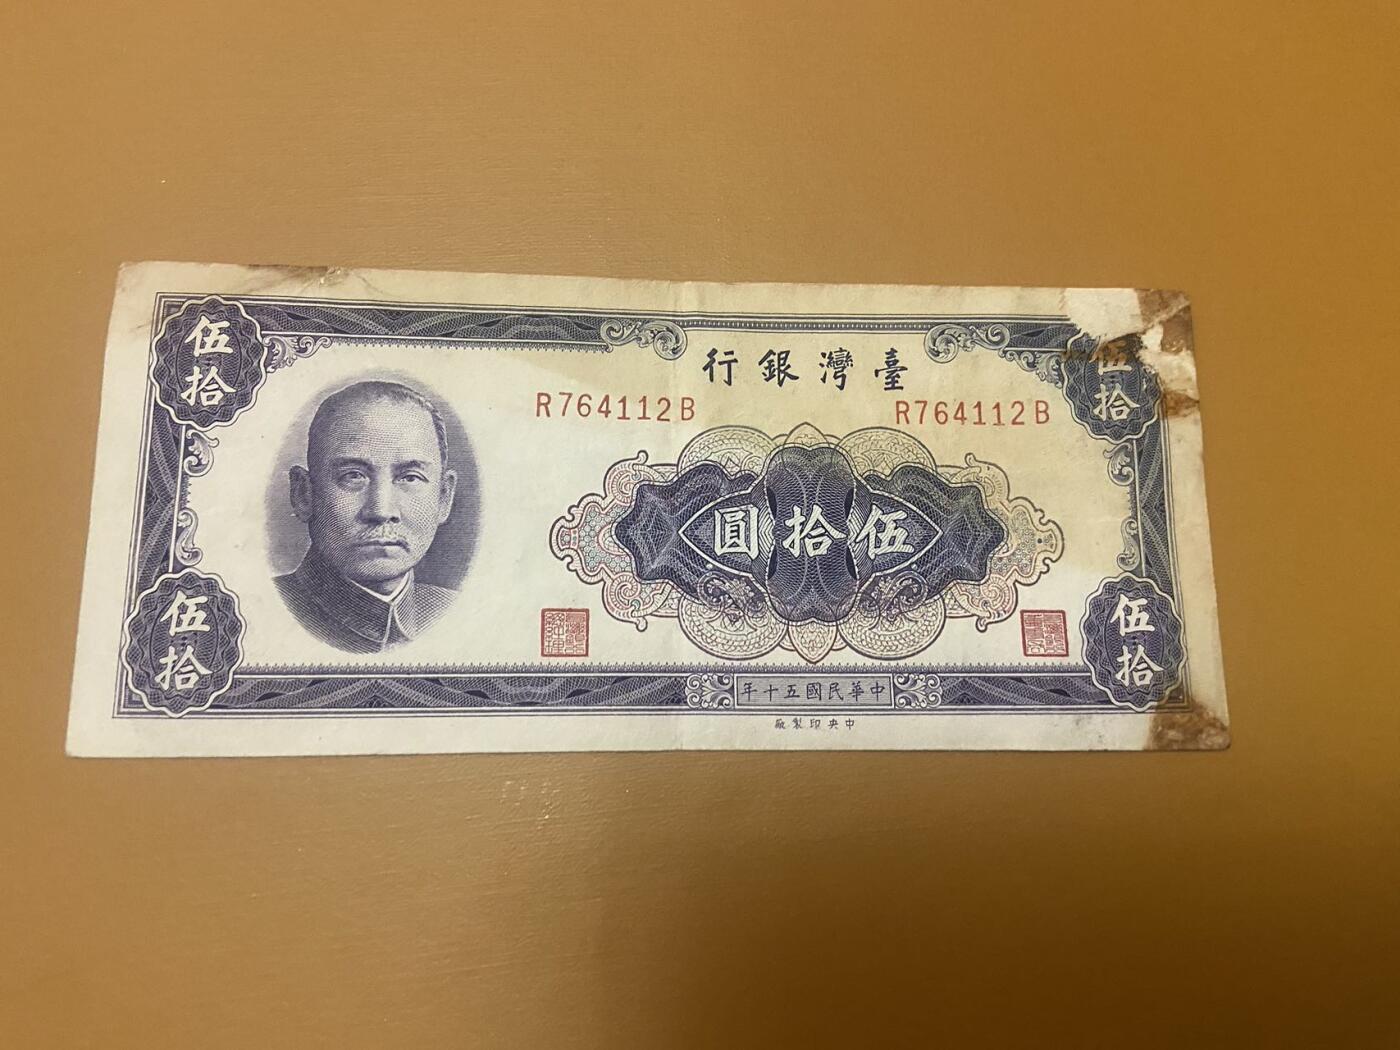 臺灣銀行
R764112B
R764112B
伍拾
伍拾
伍拾圓
伍拾
伍拾
中華民國五十年
中央印製廠